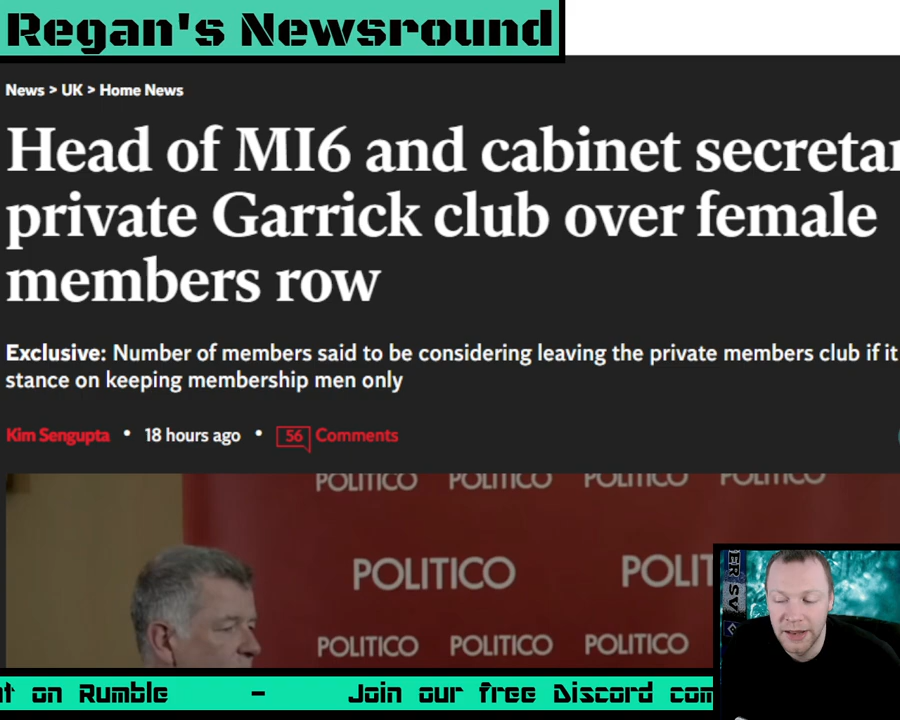 Regan's Newsround
News > UK > Home News
Head of MI6 and cabinet secretar
private Garrick club over female
members row
Exclusive: Number of members said to be considering leaving the private members club if it
stance on keeping membership men only
Kim Sengupta • 18 hours ago • 56 Comments
POLITICO POLITICO POLITICO POLITICO
POLITICO POLIT
POLITICO POLITICO POLITICO
t on Rumble - Join our free Discord com